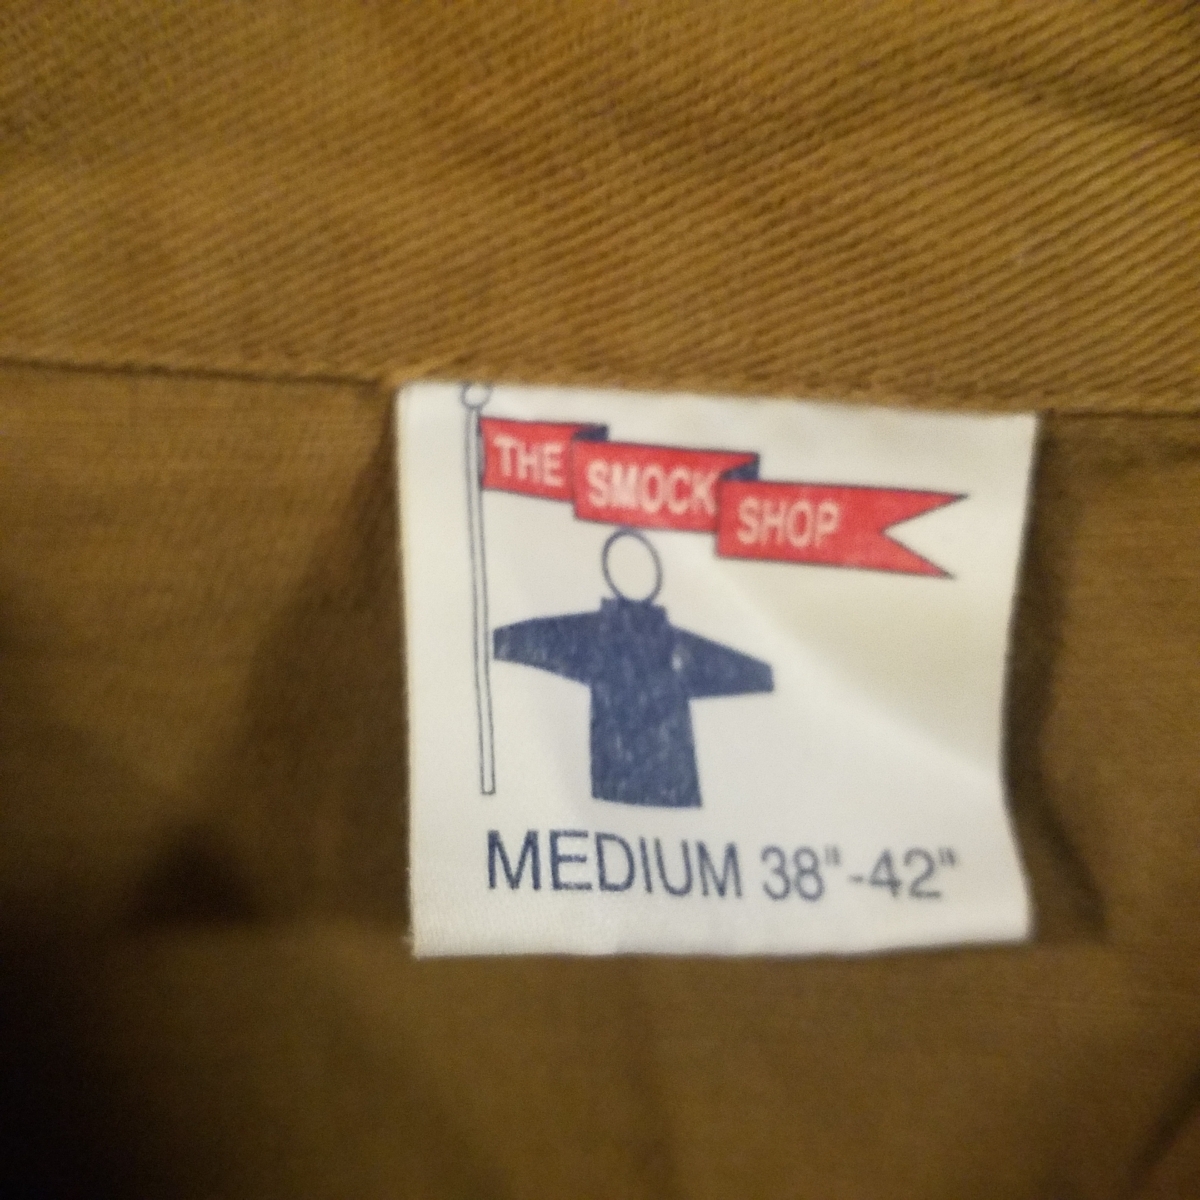 THE SMOCK SHOP
MEDIUM 38"-42"